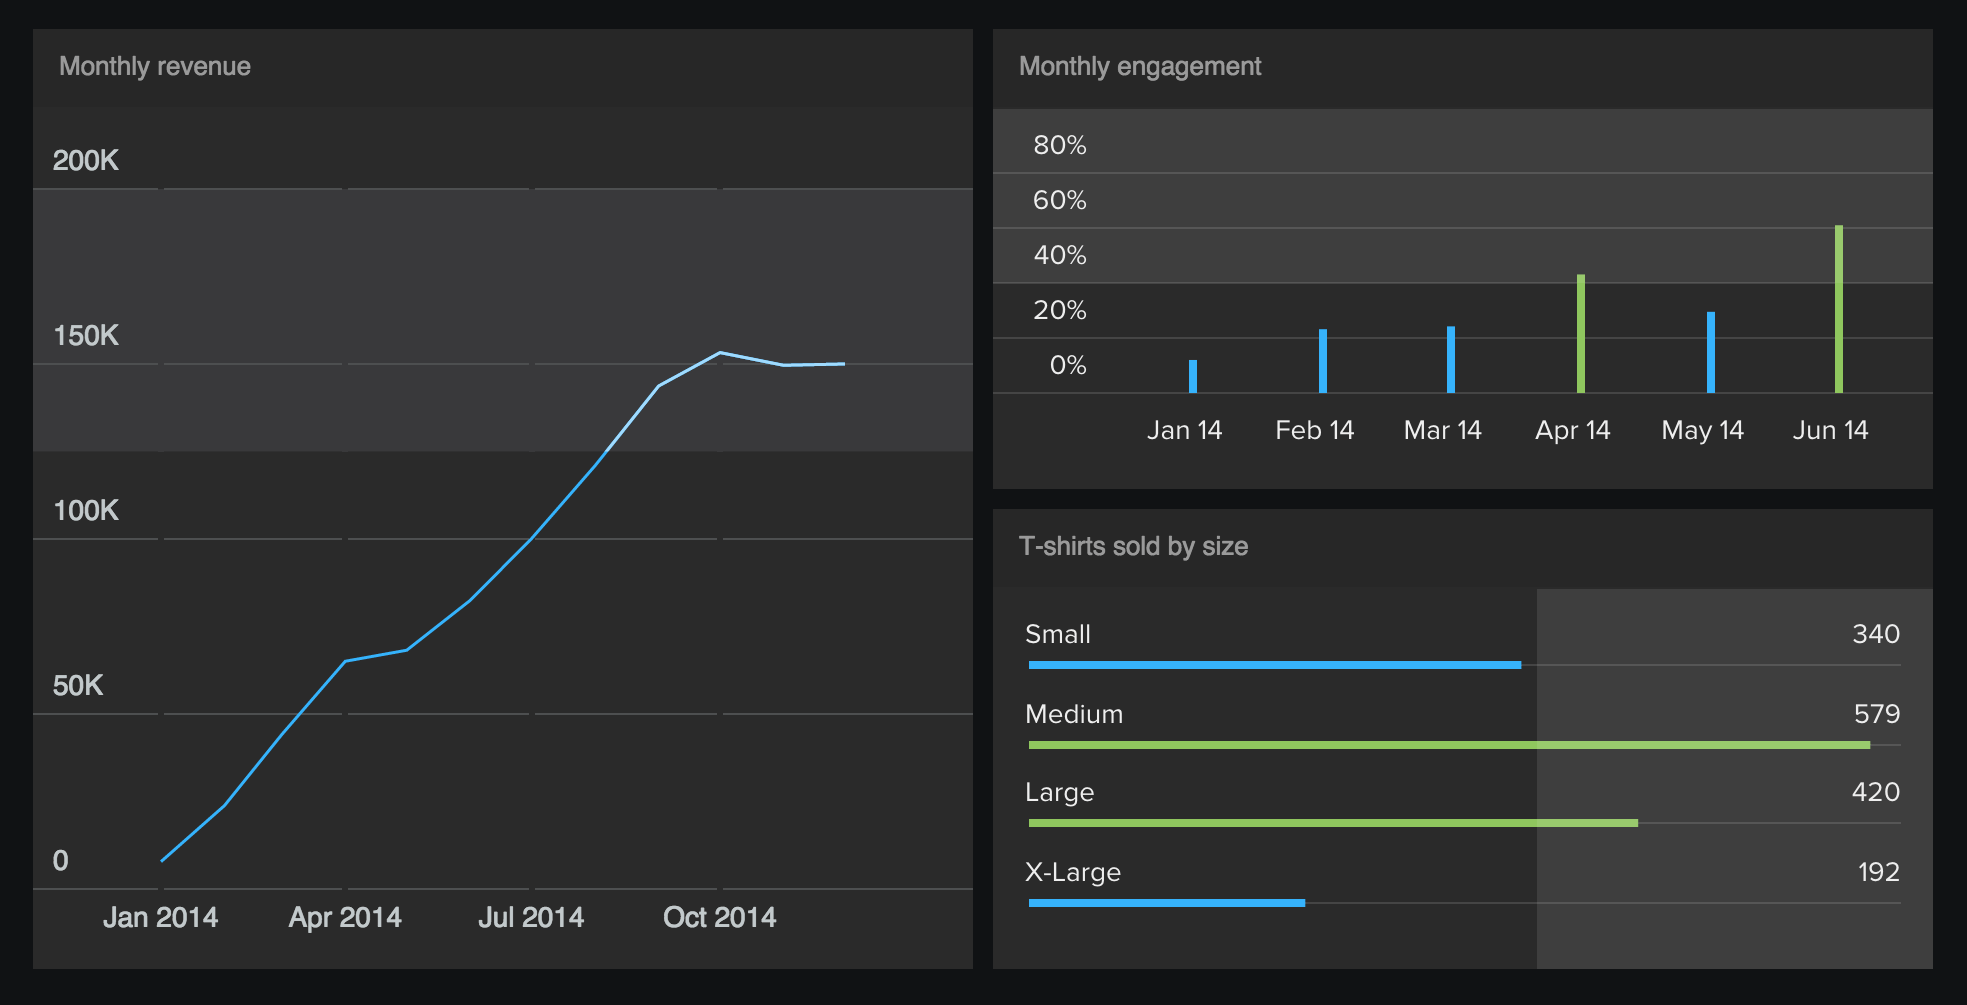 Monthly revenue
200K
150K
100K
50K
0
Jan 2014 Apr 2014 Jul 2014 Oct 2014
Monthly engagement
80%
60%
40%
20%
0%
Jan 14 Feb 14 Mar 14 Apr 14 May 14 Jun 14
T-shirts sold by size
Small 340
Medium 579
Large 420
X-Large 192